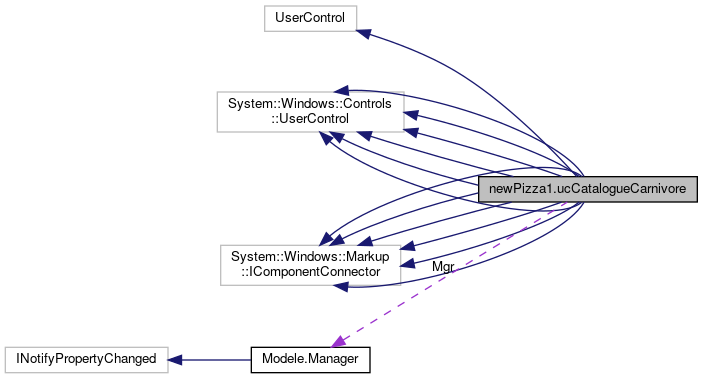 UserControl
System::Windows::Controls
::UserControl
newPizza1.ucCatalogueCarnivore
System::Windows::Markup
::IComponentConnector
Mgr
INotifyPropertyChanged
Modele.Manager